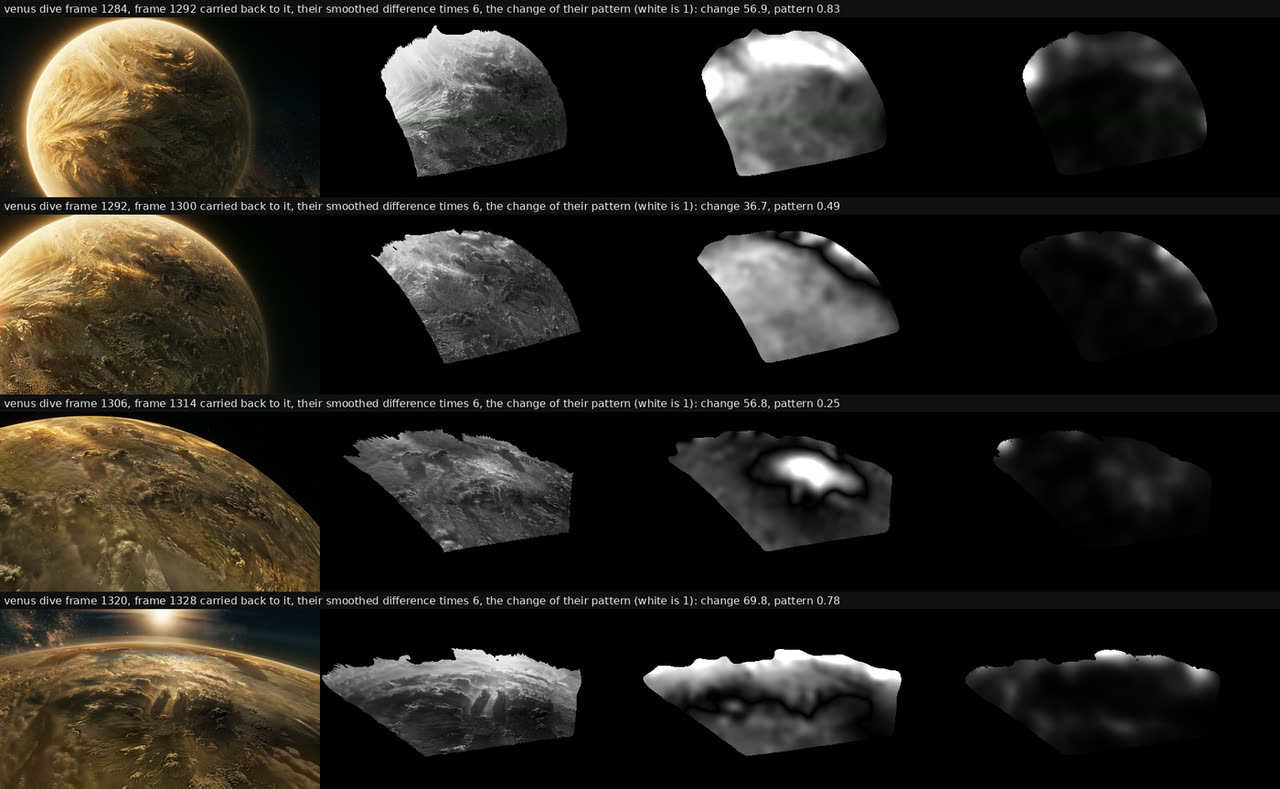 venus dive frame 1284, frame 1292 carried back to it, their smoothed difference times 6, the change of their pattern (white is 1): change 56.9, pattern 0.83
venus dive frame 1292, frame 1300 carried back to it, their smoothed difference times 6, the change of their pattern (white is 1): change 36.7, pattern 0.49
venus dive frame 1306, frame 1314 carried back to it, their smoothed difference times 6, the change of their pattern (white is 1): change 56.8, pattern 0.25
venus dive frame 1320, frame 1328 carried back to it, their smoothed difference times 6, the change of their pattern (white is 1): change 69.8, pattern 0.78